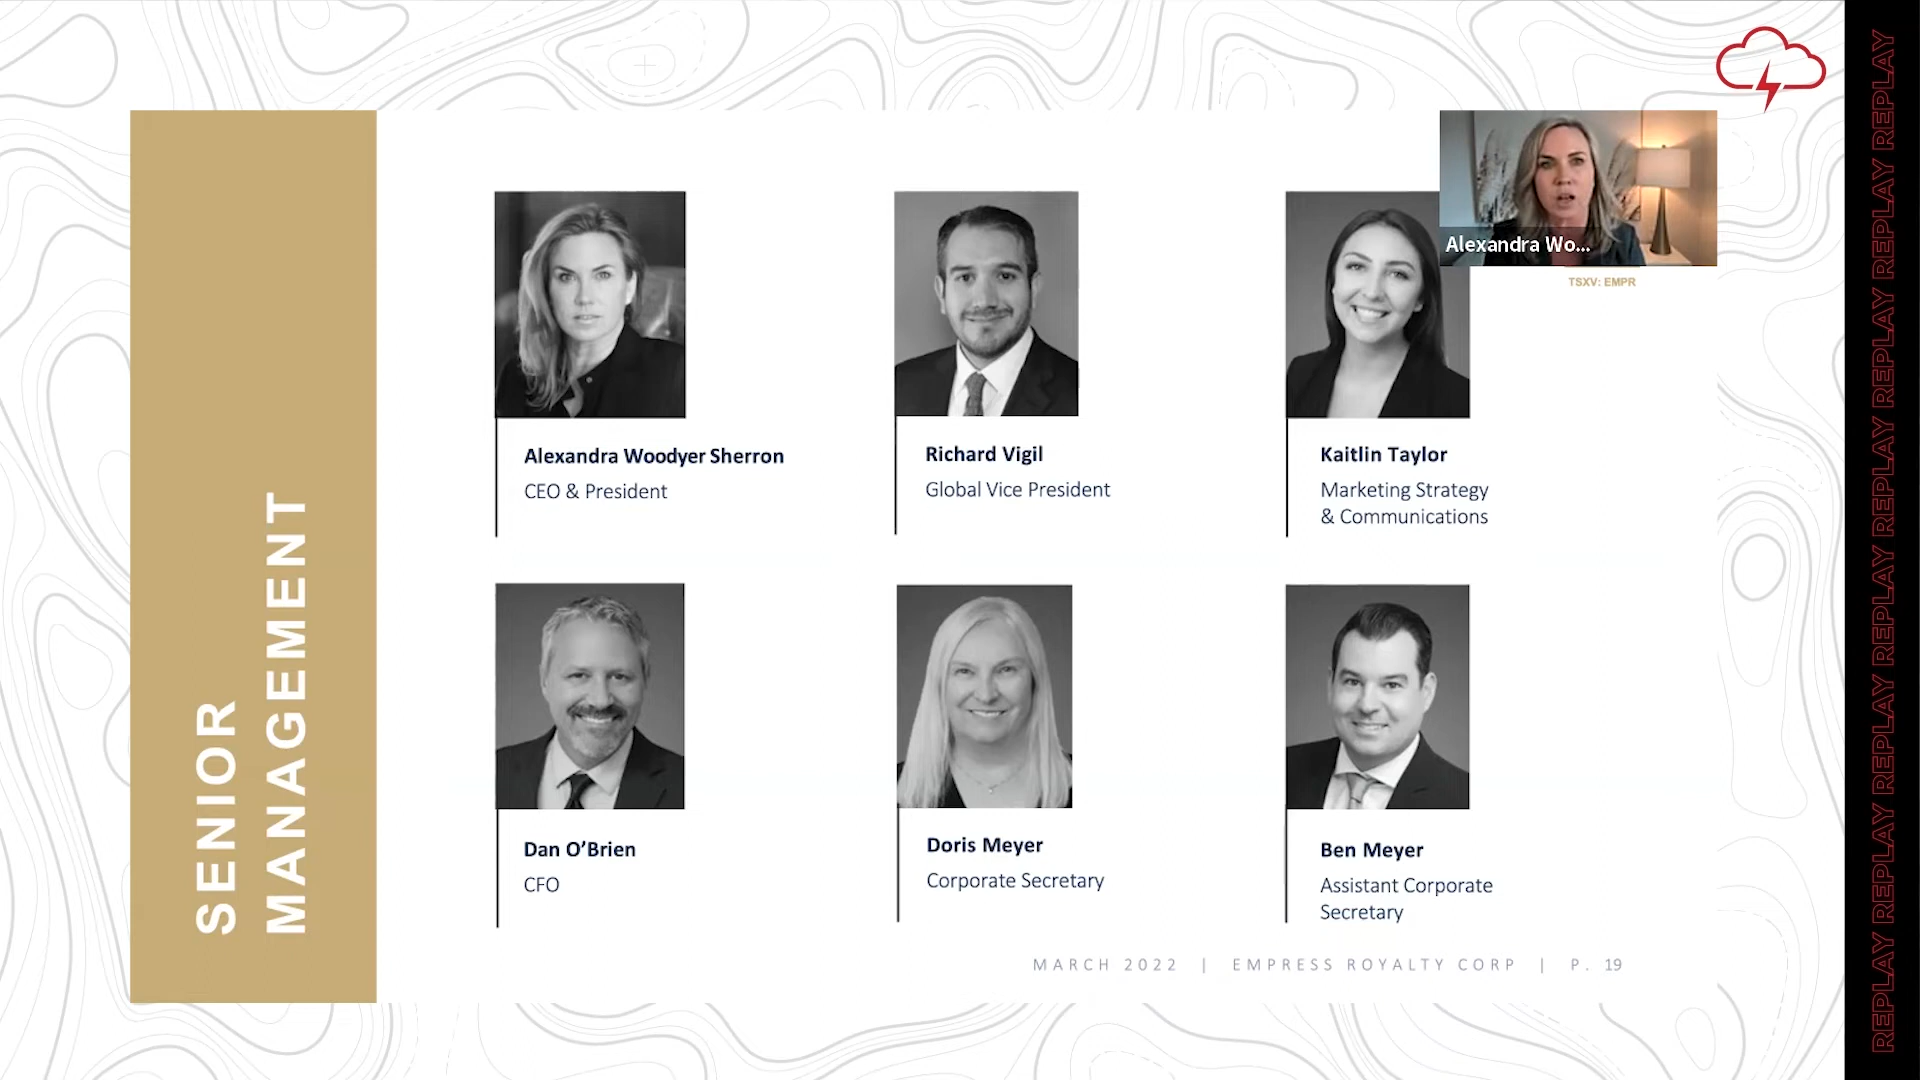 SENIOR
MANAGEMENT
Alexandra Wo...
TSXV: EMPR
Alexandra Woodyer Sherron
CEO & President
Richard Vigil
Global Vice President
Kaitlin Taylor
Marketing Strategy
& Communications
Dan O’Brien
CFO
Doris Meyer
Corporate Secretary
Ben Meyer
Assistant Corporate
Secretary
MARCH 2022 | EMPRESS ROYALTY CORP | P. 19
REPLAY REPLAY REPLAY REPLAY REPLAY REPLAY REPLAY REPLAY